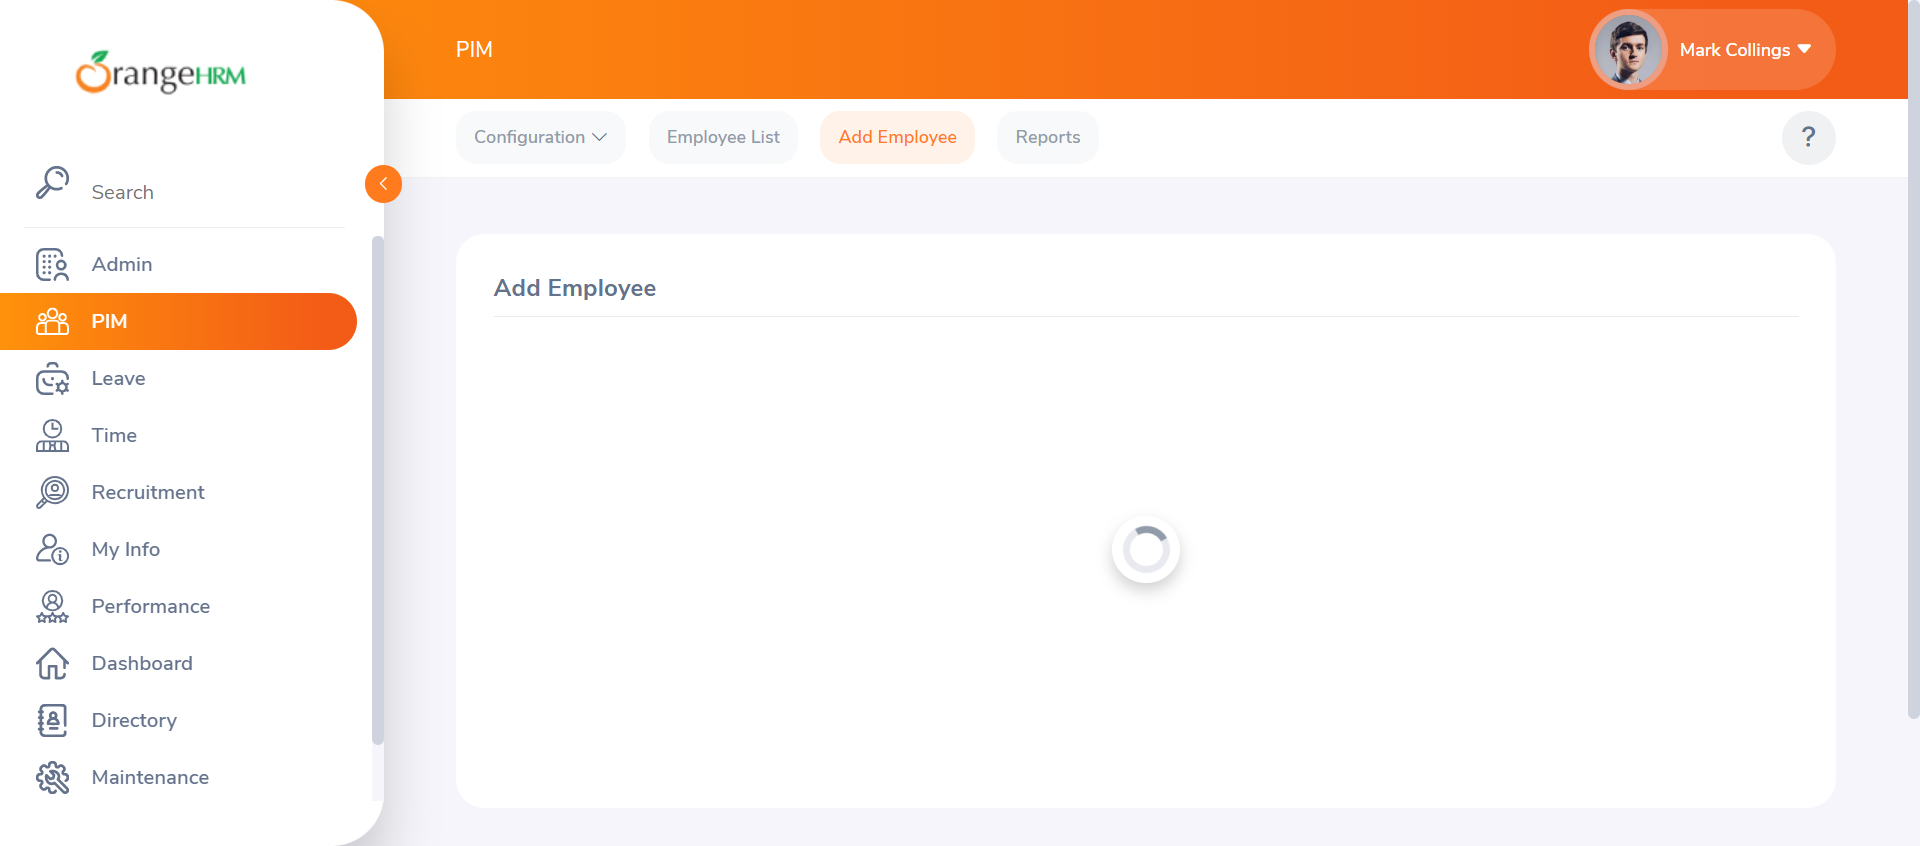 OrangeHRM
Search
Admin
PIM
Leave
Time
Recruitment
My Info
Performance
Dashboard
Directory
Maintenance
PIM
Mark Collings
Configuration
Employee List
Add Employee
Reports
?
Add Employee